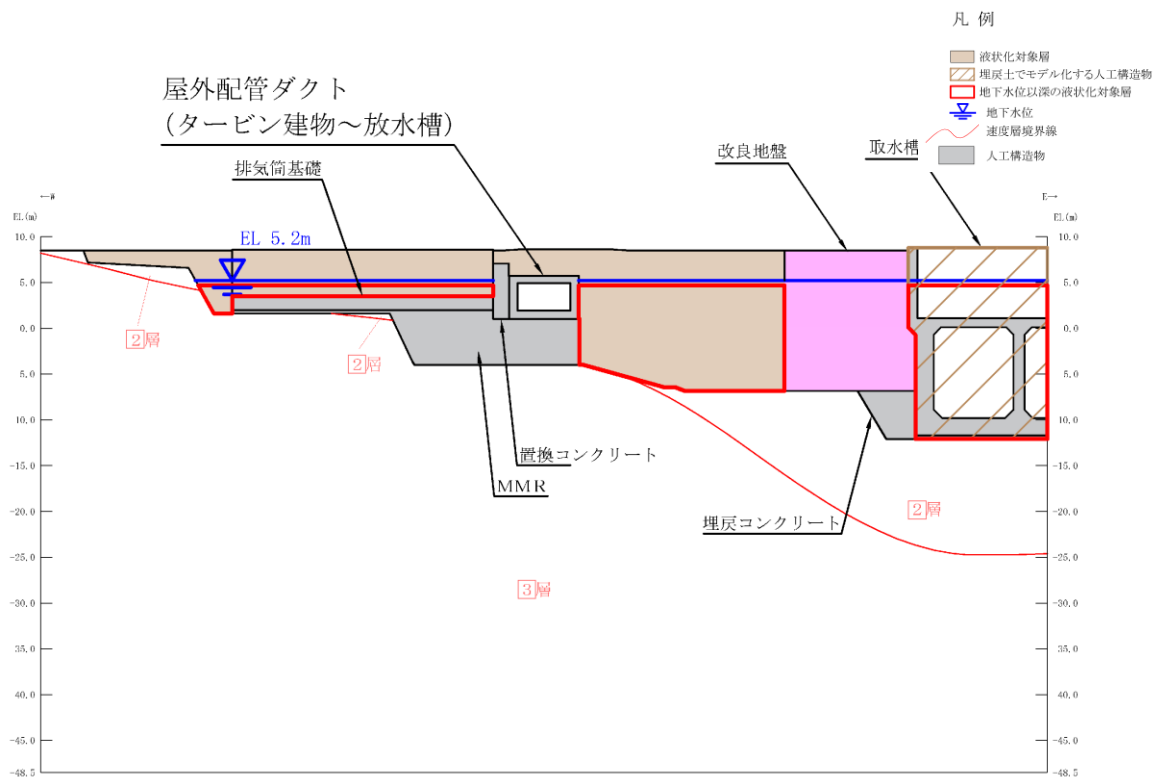 凡 例
液状化対象層
埋戻土でモデル化する人工構造物
地下水位以深の液状化対象層
地下水位
速度層境界線
人工構造物
屋外配管ダクト
(タービン建物～放水槽)
排気筒基礎
改良地盤
取水槽
←W
E→
EL.(m)
EL.(m)
EL 5.2m
10.0
5.0
0.0
5.0
10.0
-15.0
-20.0
-25.0
-30.0
35.0
40.0
-45.0
-48.5
10.0
5.0
0.0
5.0
10.0
-15.0
-20.0
-25.0
-30.0
35.0
40.0
-45.0
-48.5
2層
2層
置換コンクリート
MMR
埋戻コンクリート
2層
3層